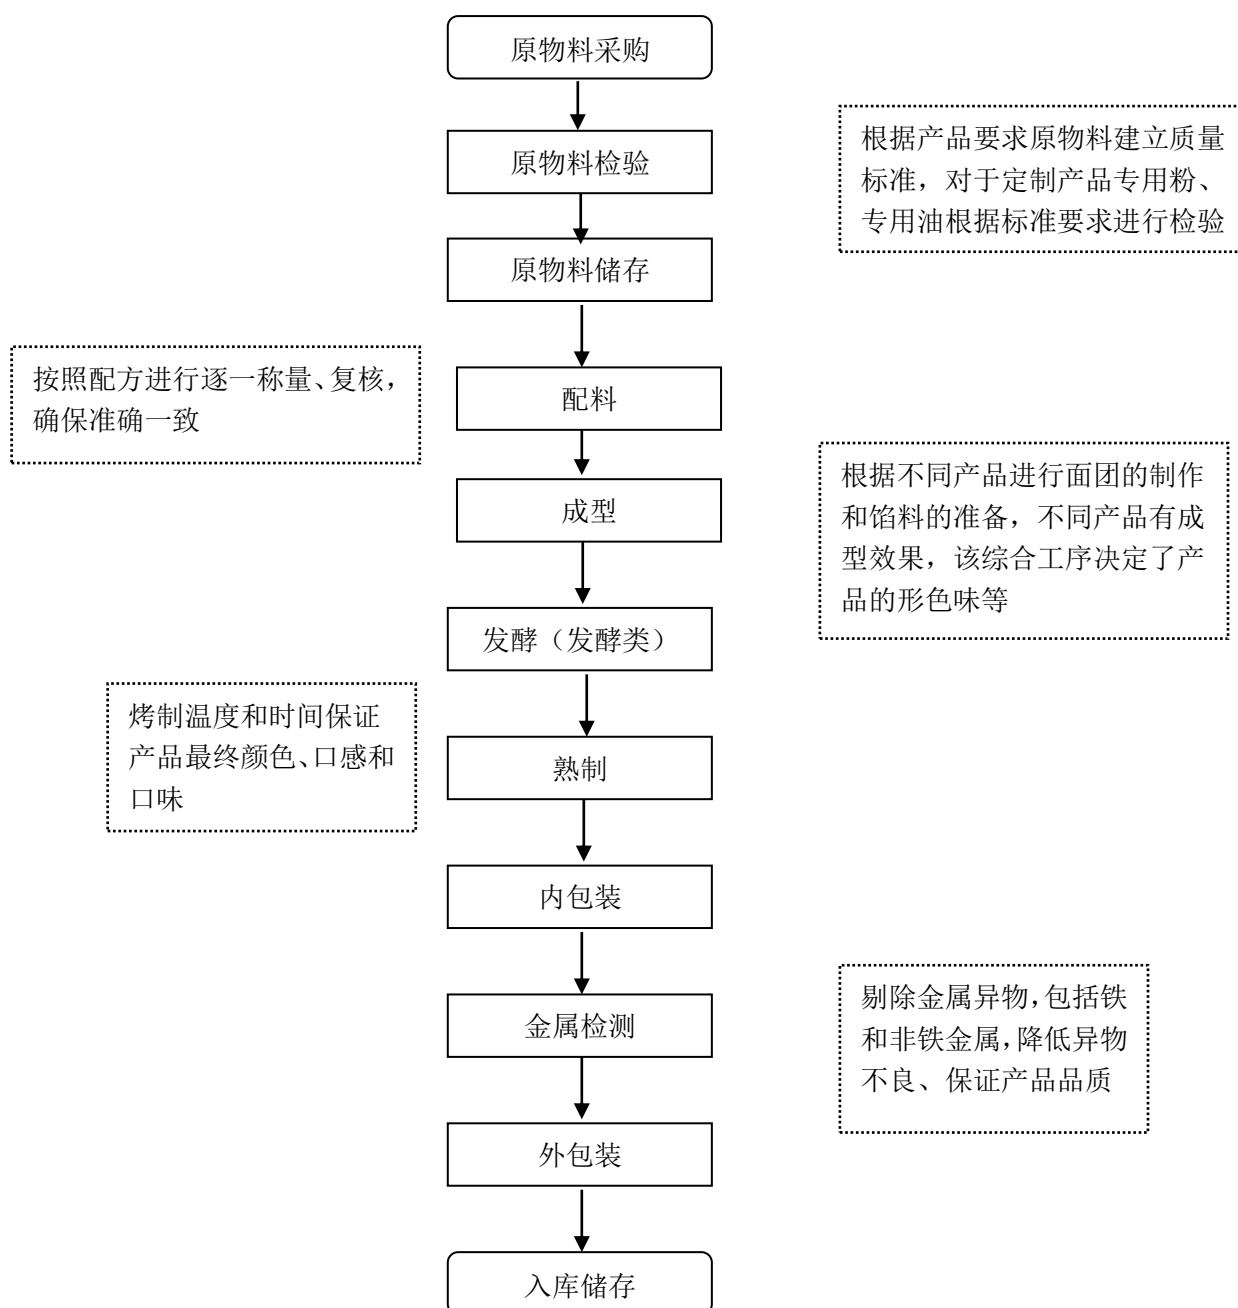 原物料采购
原物料检验
根据产品要求原物料建立质量
标准，对于定制产品专用粉、
专用油根据标准要求进行检验
原物料储存
按照配方进行逐一称量、复核，
确保准确一致
配料
成型
根据不同产品进行面团的制作
和馅料的准备，不同产品有成
型效果，该综合工序决定了产
品的形色味等
发酵（发酵类）
烤制温度和时间保证
产品最终颜色、口感和
口味
熟制
内包装
金属检测
剔除金属异物，包括铁
和非铁金属，降低异物
不良、保证产品品质
外包装
入库储存